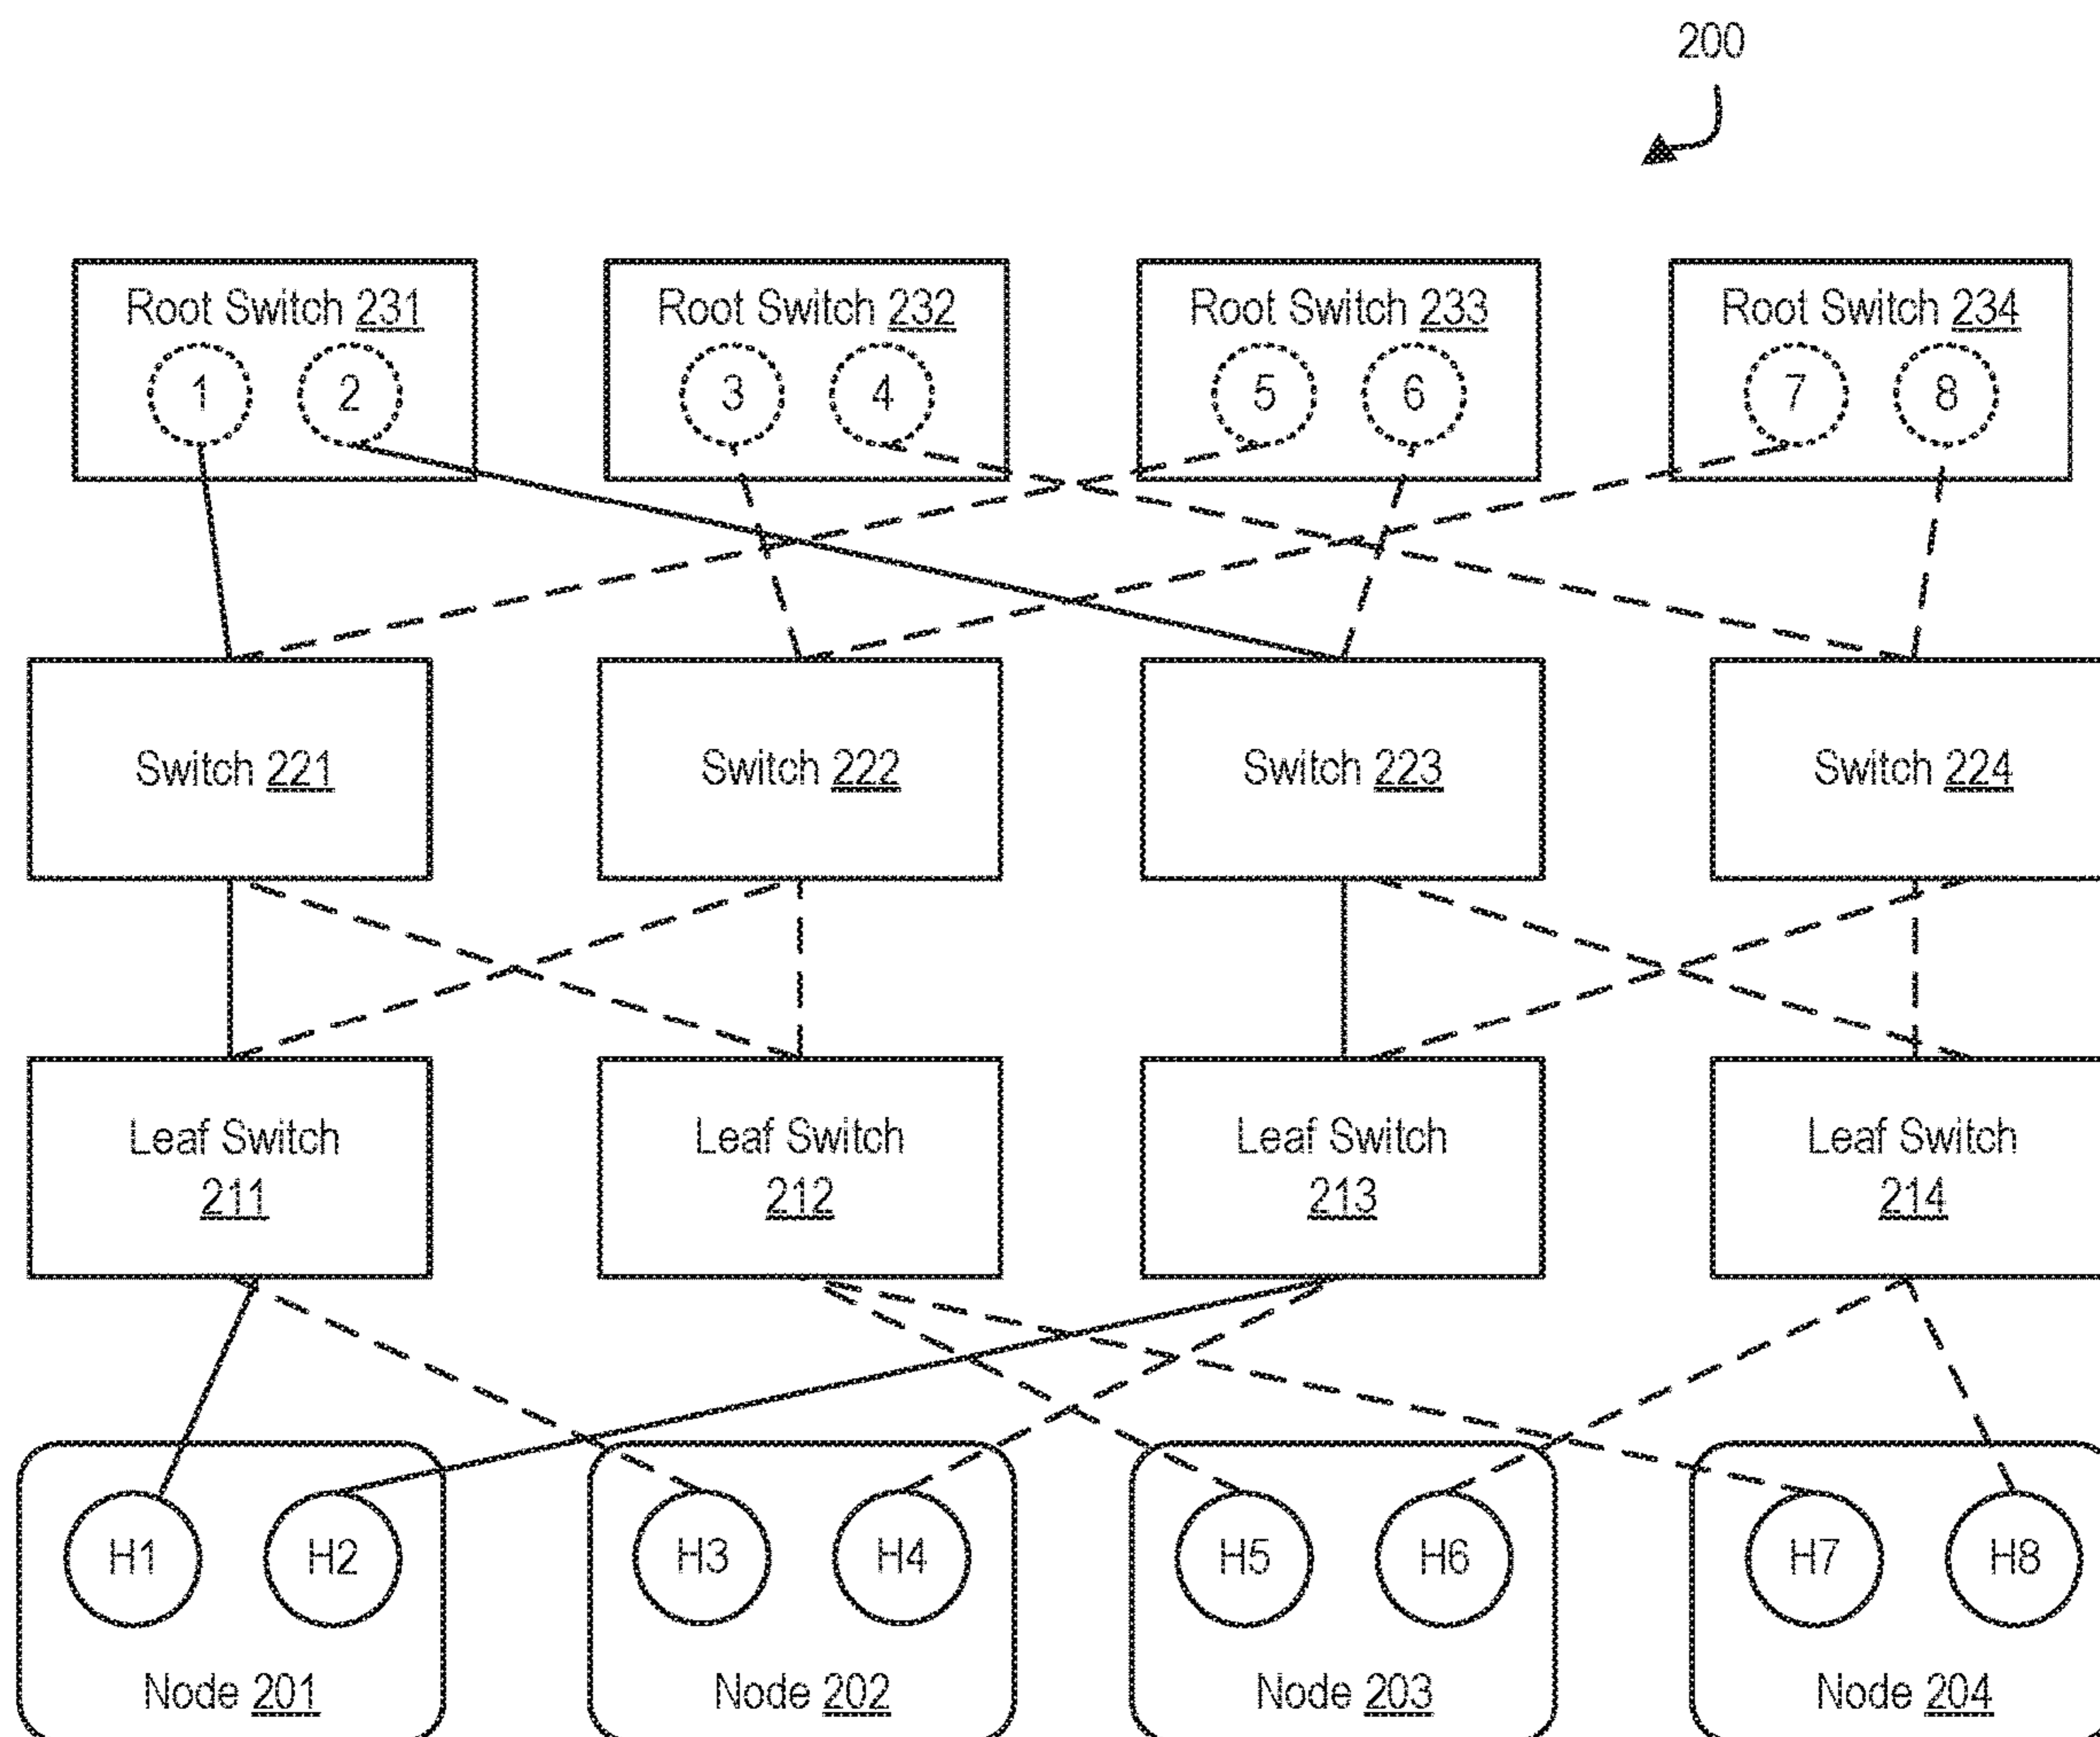 200
Root Switch 231
Root Switch 232
Root Switch 233
Root Switch 234
1 2
3 4
5 6
7 8
Switch 221
Switch 222
Switch 223
Switch 224
Leaf Switch
211
Leaf Switch
212
Leaf Switch
213
Leaf Switch
214
H1 H2
H3 H4
H5 H6
H7 H8
Node 201
Node 202
Node 203
Node 204